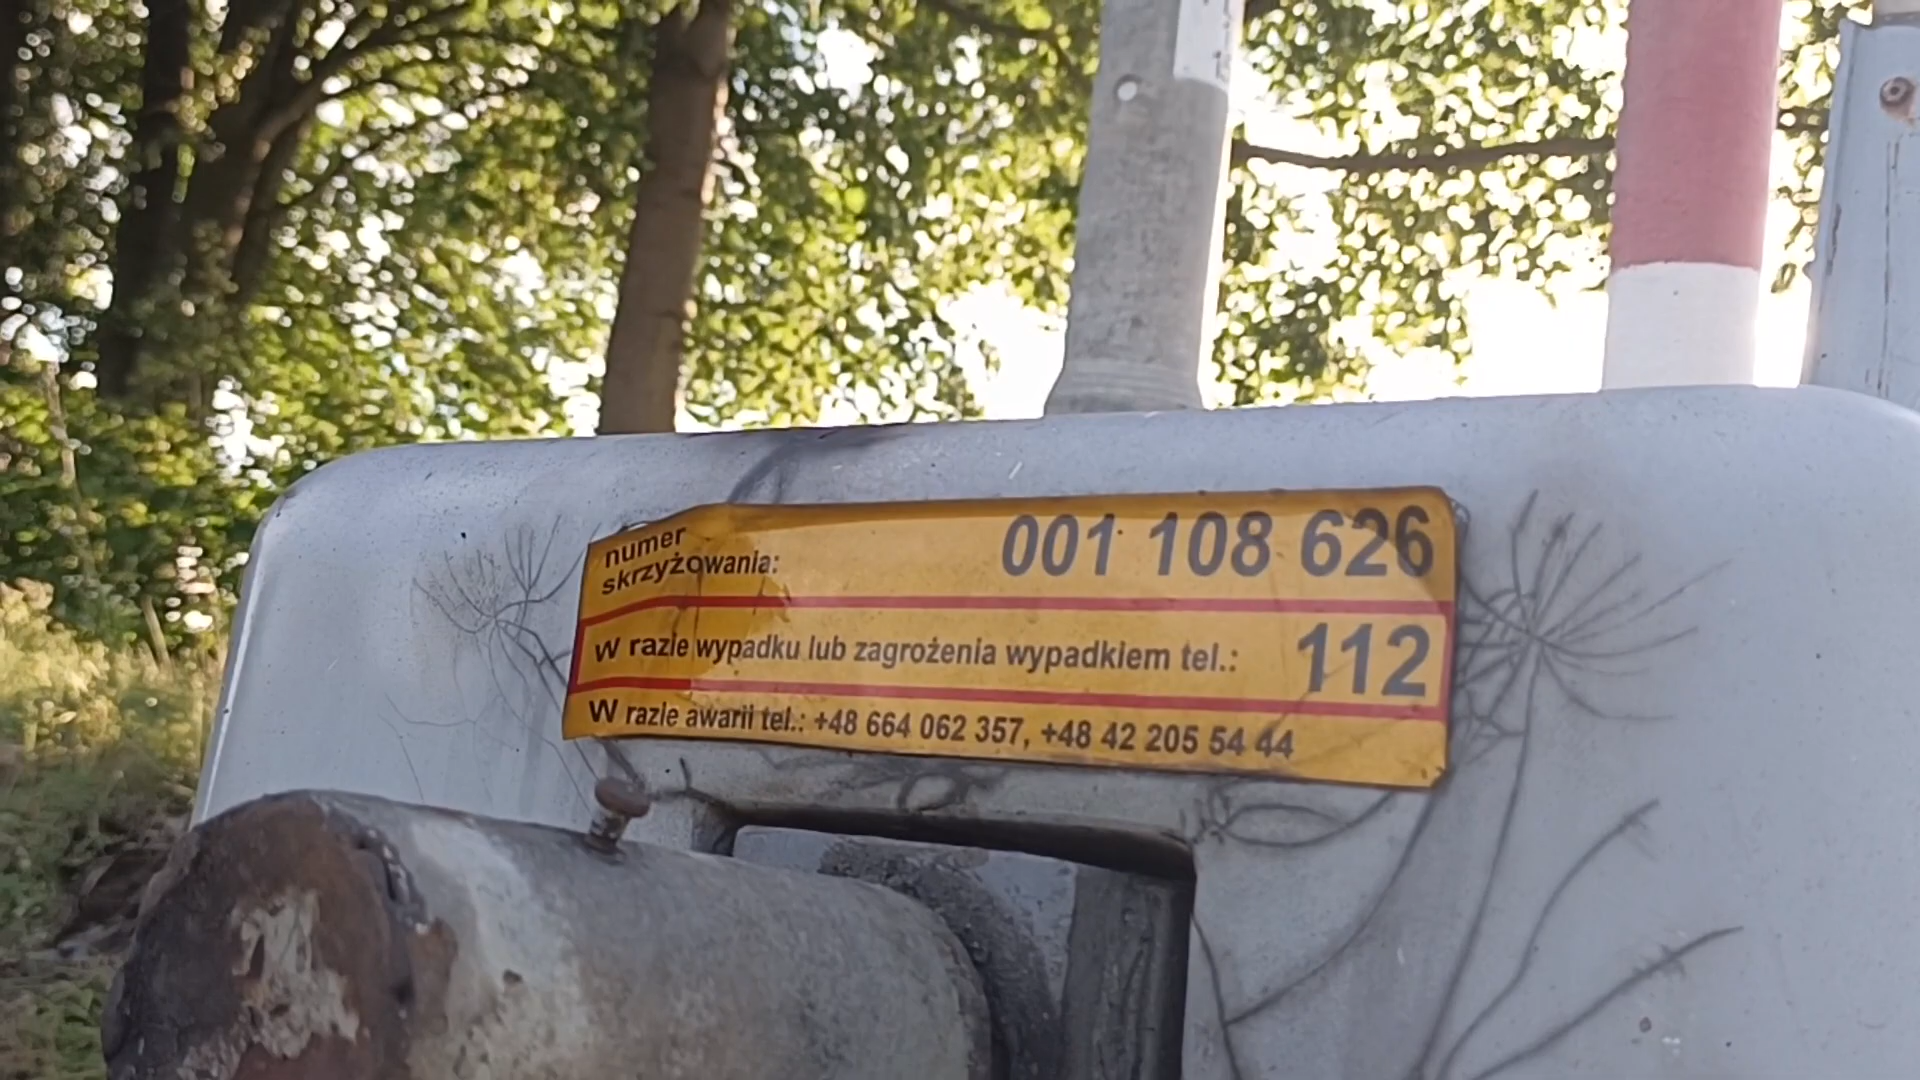 numer
skrzyżowania: 001 108 626
W razie wypadku lub zagrożenia wypadkiem tel.: 112
W razie awarii tel.: +48 664 062 357, +48 42 205 54 44